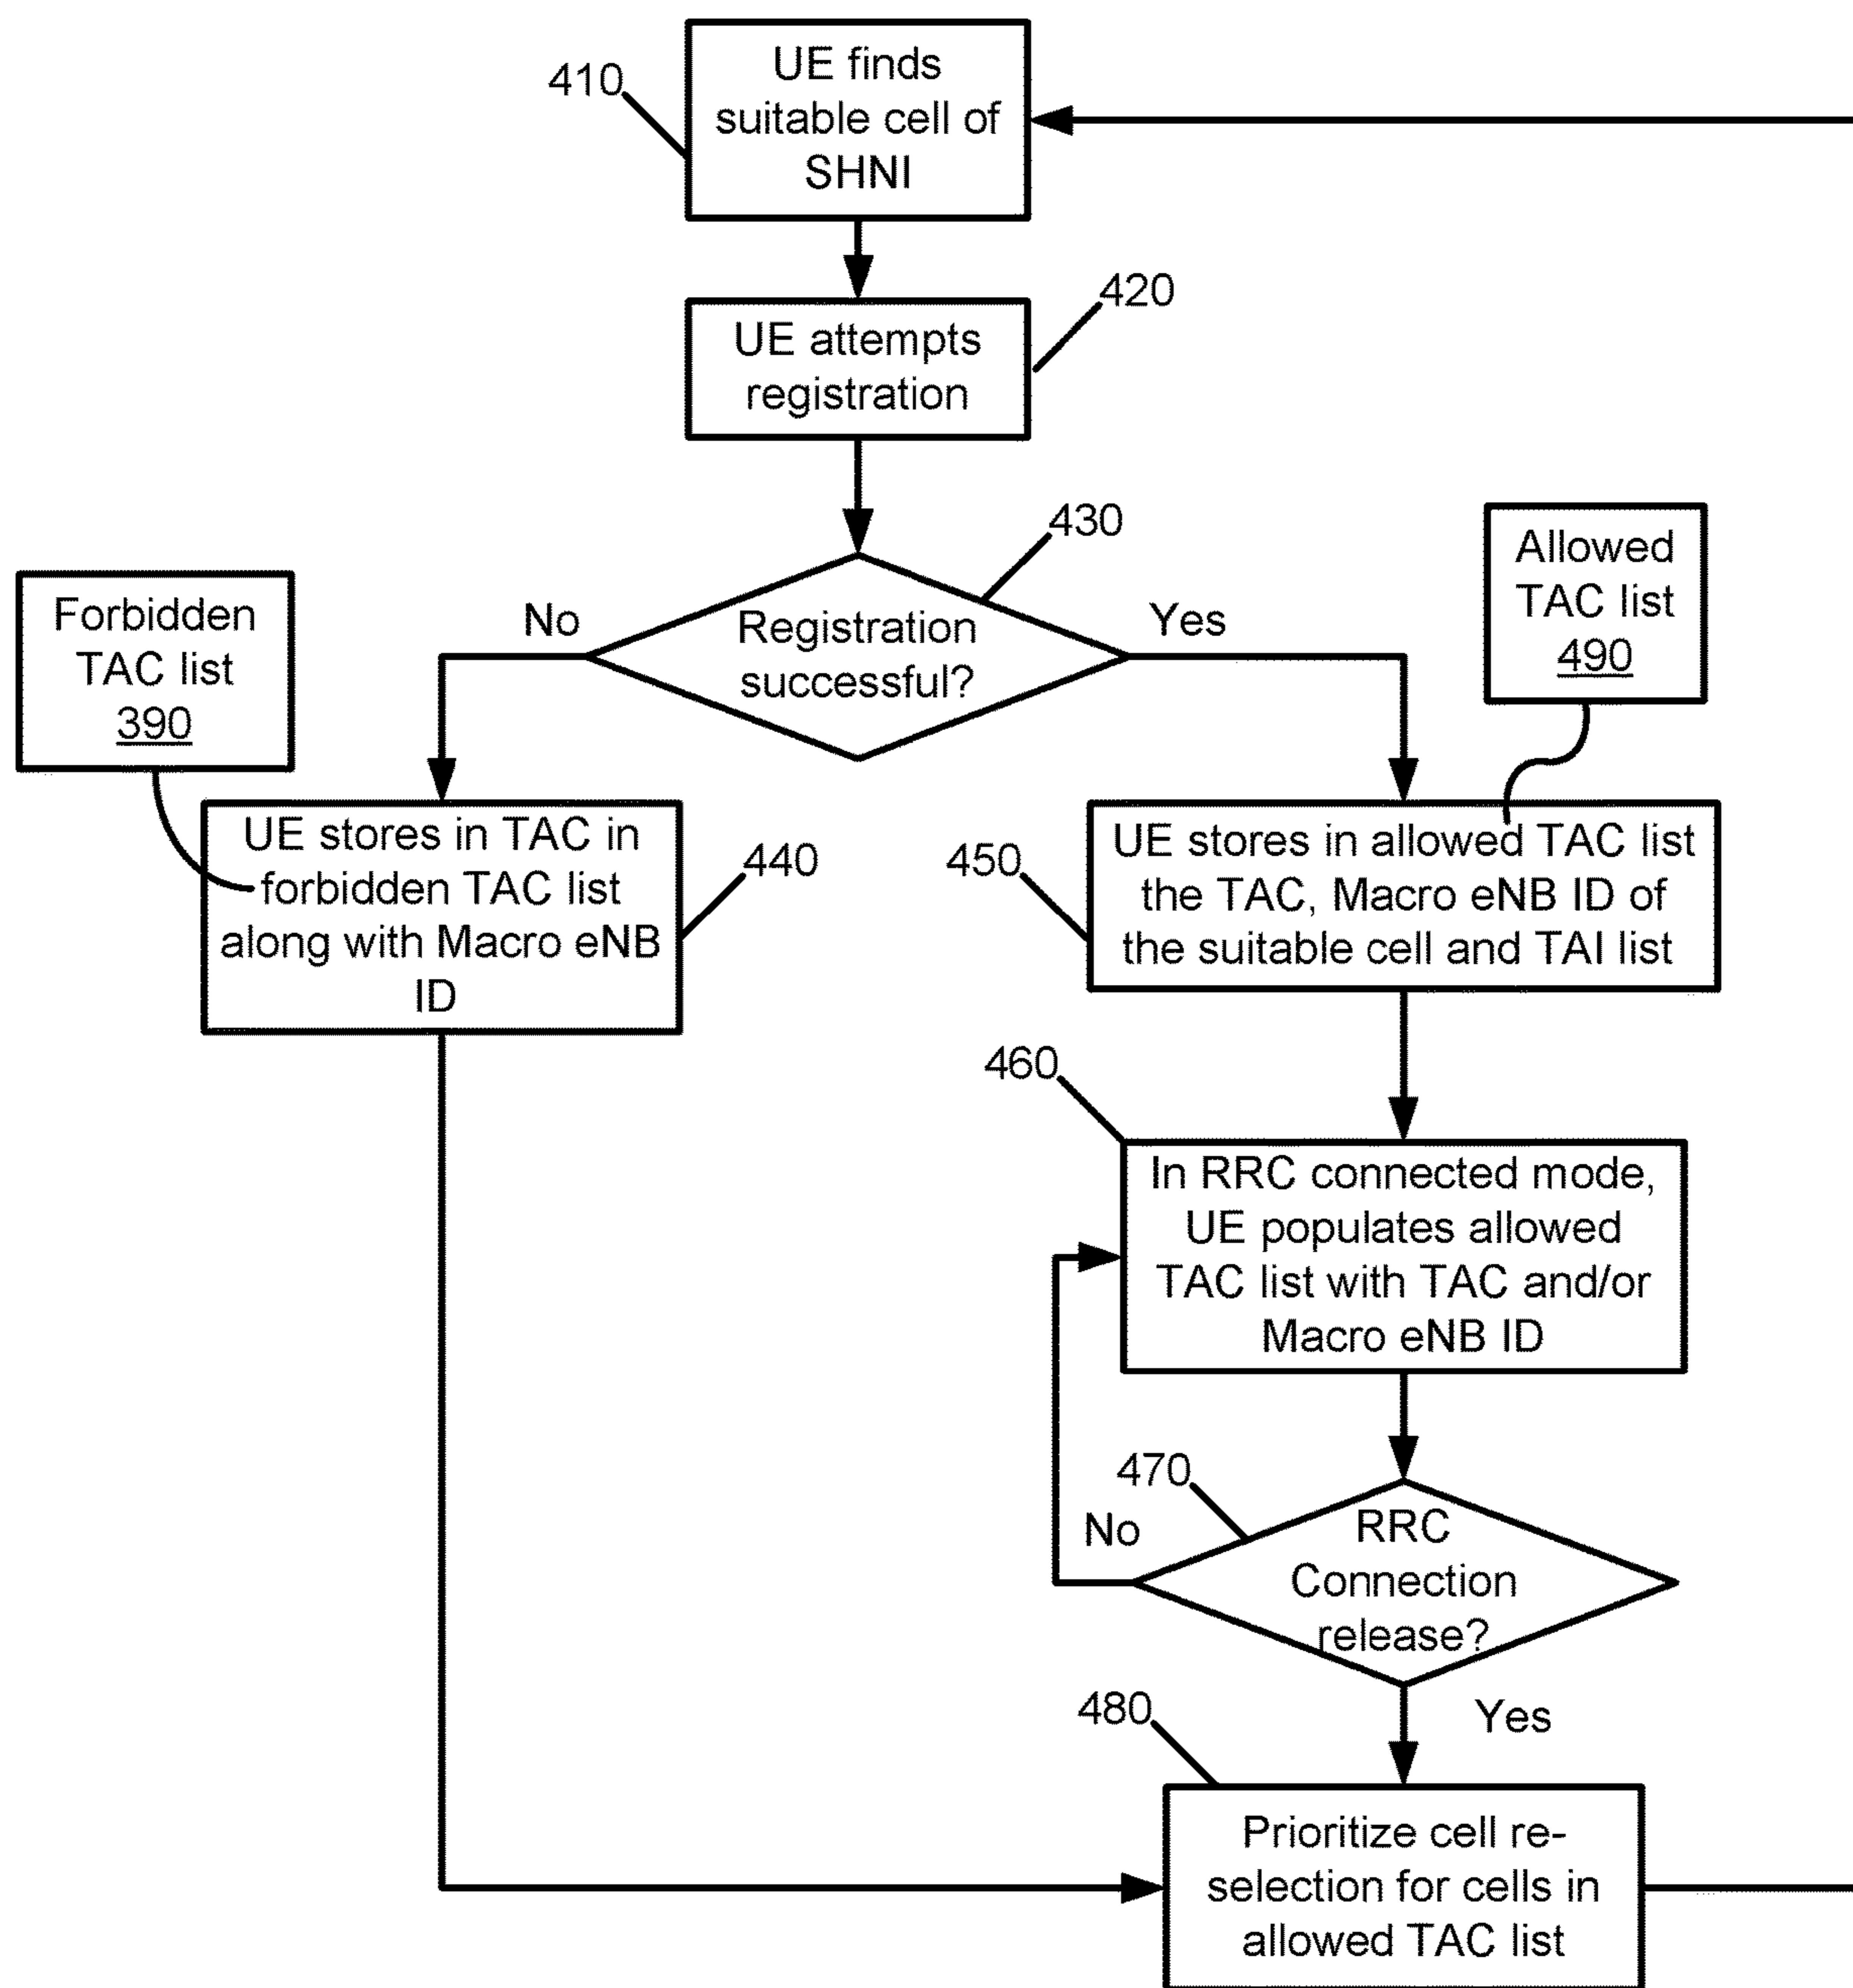 UE finds
suitable cell of
SHNI
410
UE attempts
registration
420
430
Registration
successful?
No
Yes
Forbidden
TAC list
390
Allowed
TAC list
490
UE stores in TAC in
forbidden TAC list
along with Macro eNB
ID
440
450
UE stores in allowed TAC list
the TAC, Macro eNB ID of
the suitable cell and TAI list
460
In RRC connected mode,
UE populates allowed
TAC list with TAC and/or
Macro eNB ID
470
No
RRC
Connection
release?
480
Yes
Prioritize cell re-
selection for cells in
allowed TAC list